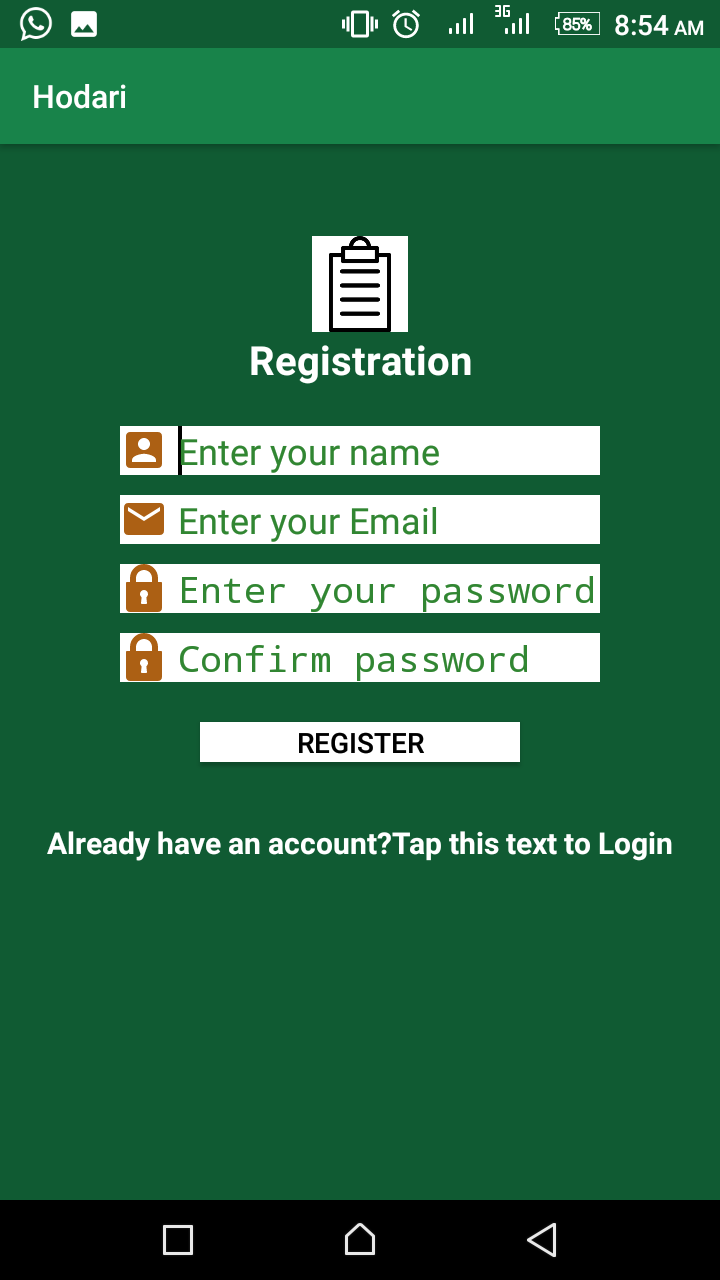 3G 85% 8:54 AM
Hodari
Registration
Enter your name
Enter your Email
Enter your password
Confirm password
REGISTER
Already have an account?Tap this text to Login